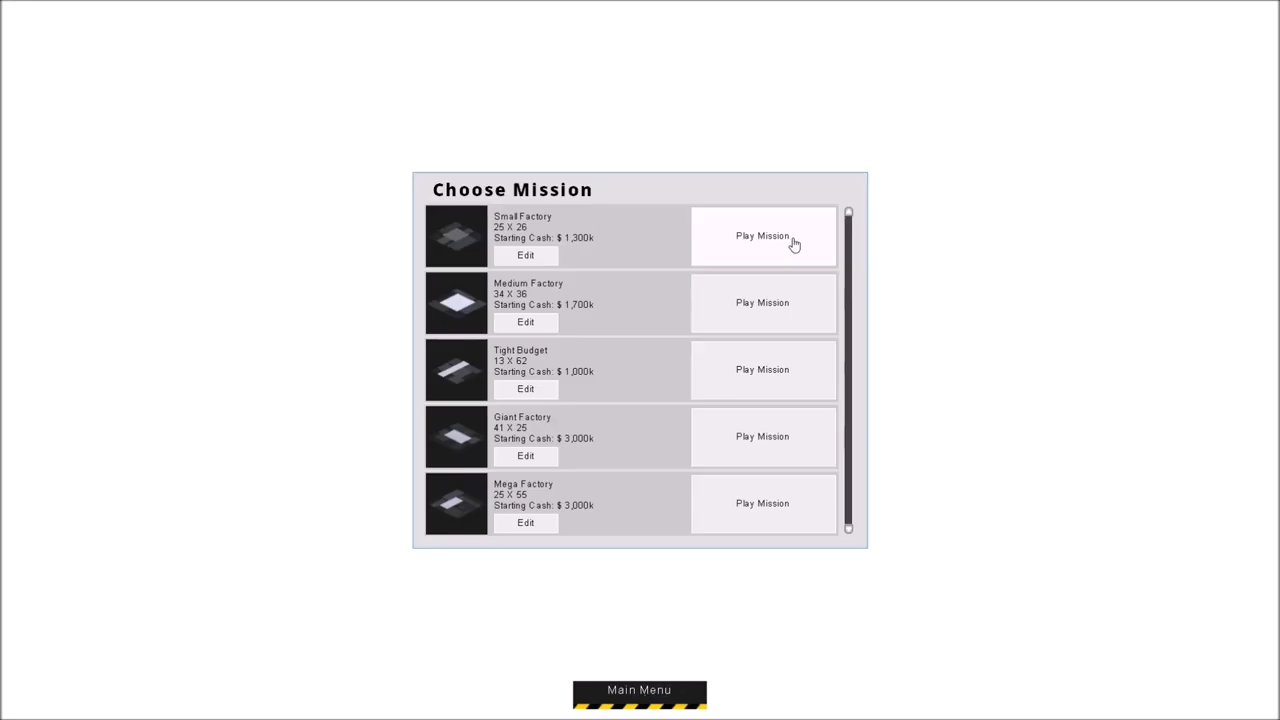 Choose Mission
Small Factory
25 X 26
Starting Cash: $ 1,300k
Edit
Play Mission
Medium Factory
34 X 36
Starting Cash: $ 1,700k
Edit
Play Mission
Tight Budget
13 X 62
Starting Cash: $ 1,000k
Edit
Play Mission
Giant Factory
41 X 25
Starting Cash: $ 3,000k
Edit
Play Mission
Mega Factory
25 X 55
Starting Cash: $ 3,000k
Edit
Play Mission
Main Menu